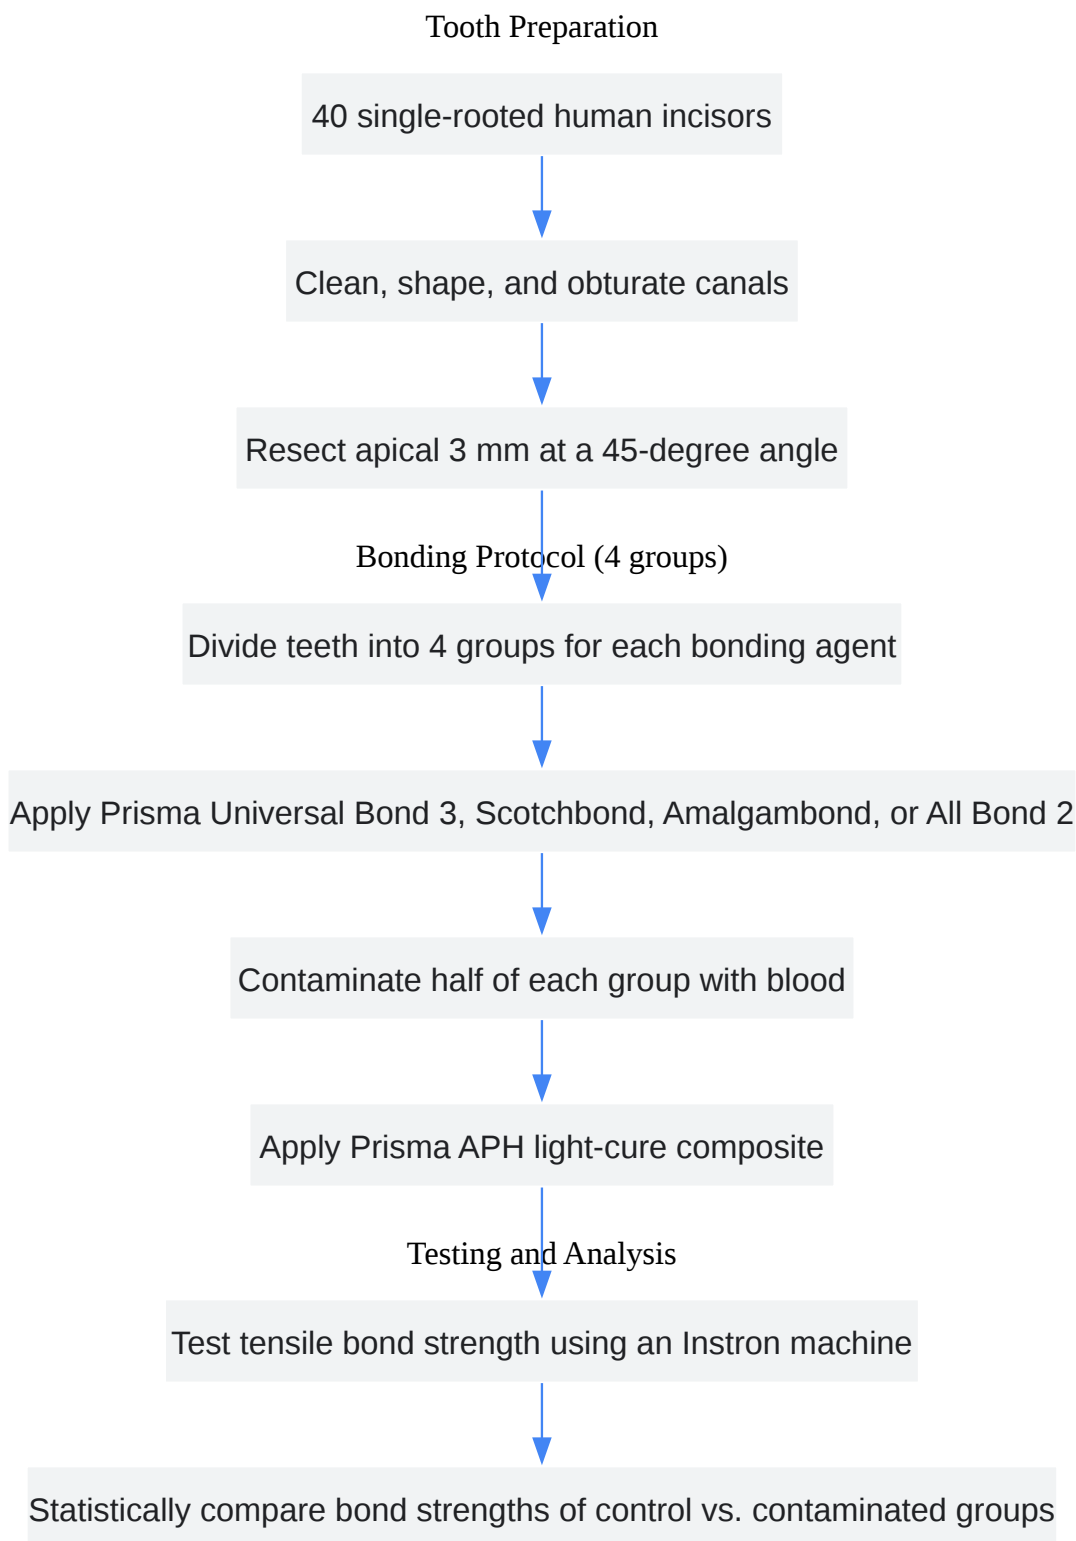 Tooth Preparation
40 single-rooted human incisors
Clean, shape, and obturate canals
Resect apical 3 mm at a 45-degree angle
Bonding Protocol (4 groups)
Divide teeth into 4 groups for each bonding agent
Apply Prisma Universal Bond 3, Scotchbond, Amalgambond, or All Bond 2
Contaminate half of each group with blood
Apply Prisma APH light-cure composite
Testing and Analysis
Test tensile bond strength using an Instron machine
Statistically compare bond strengths of control vs. contaminated groups